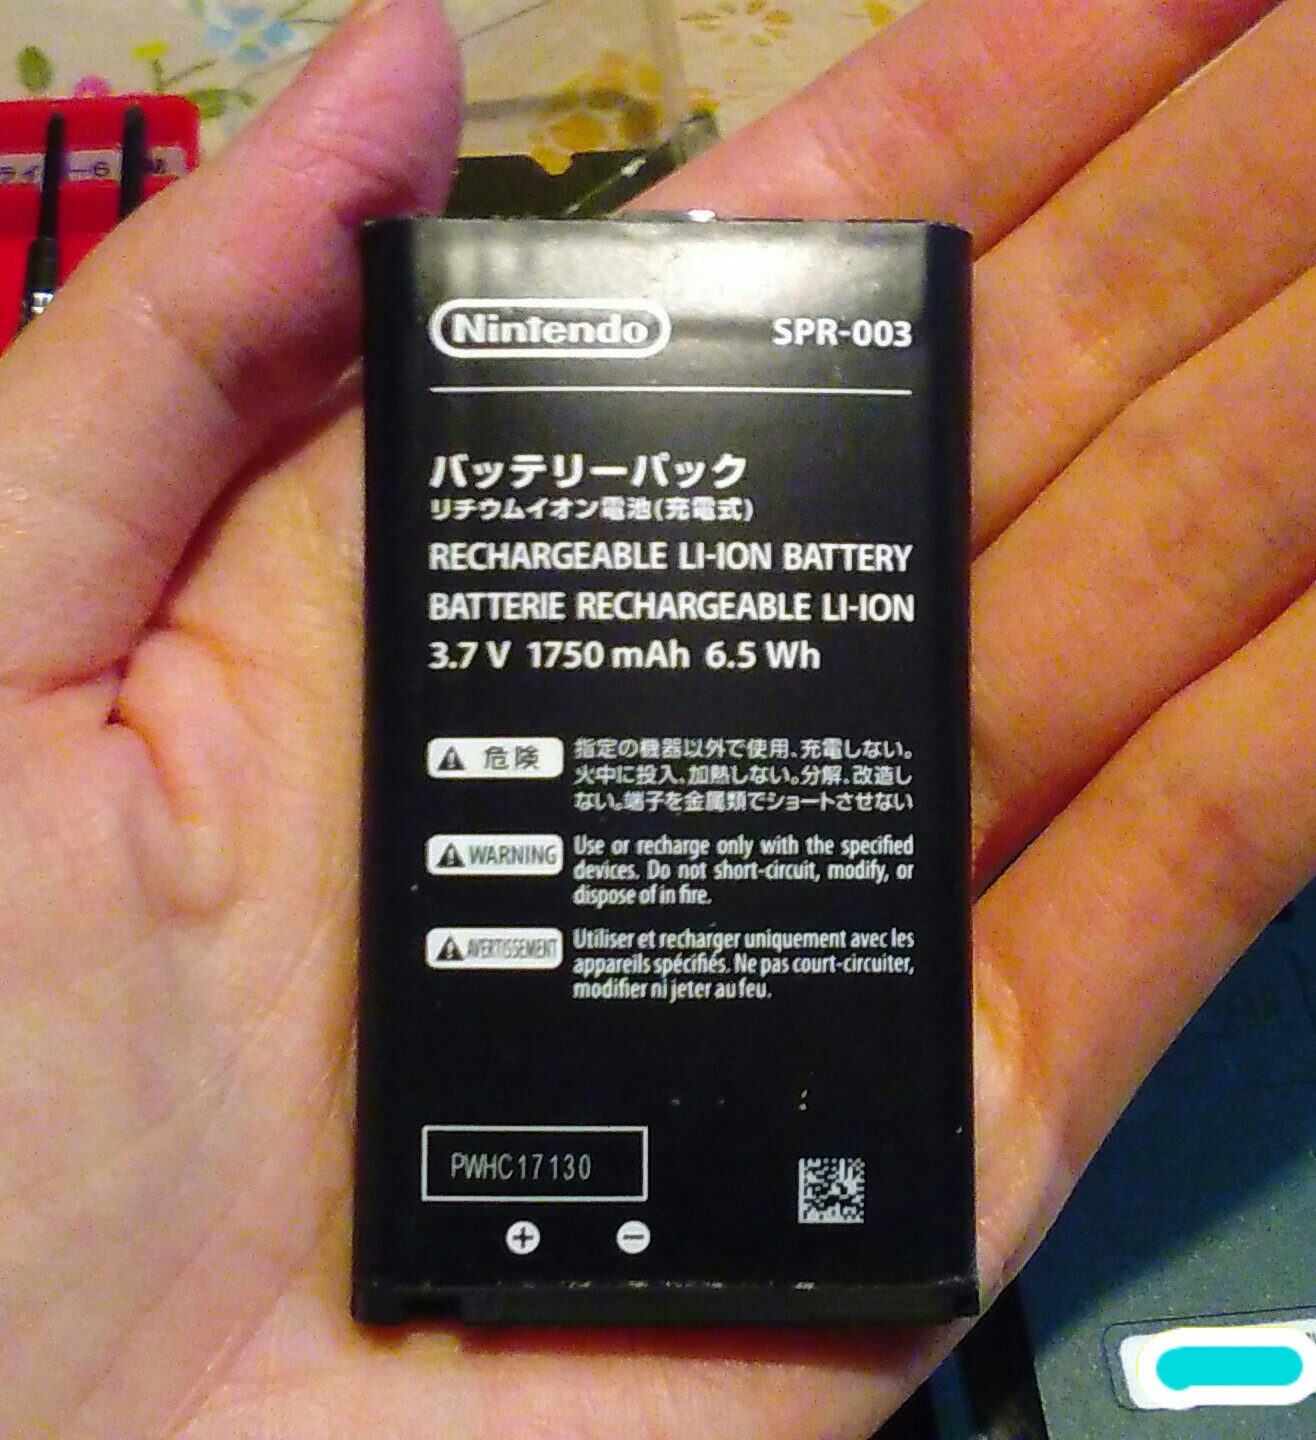 ライ
ー6
Nintendo
SPR-003
バッテリーパック
リチウムイオン電池(充電式)
RECHARGEABLE LI-ION BATTERY
BATTERIE RECHARGEABLE LI-ION
3.7 V 1750 mAh 6.5 Wh
危険
指定の機器以外で使用、充電しない。
火中に投入、加熱しない。分解、改造し
ない。端子を金属類でショートさせない
WARNING
Use or recharge only with the specified
devices. Do not short-circuit, modify, or
dispose of in fire.
AVERTISSEMENT
Utiliser et recharger uniquement avec les
appareils spécifiés. Ne pas court-circuiter,
modifier ni jeter au feu.
PWHC17130
+ −